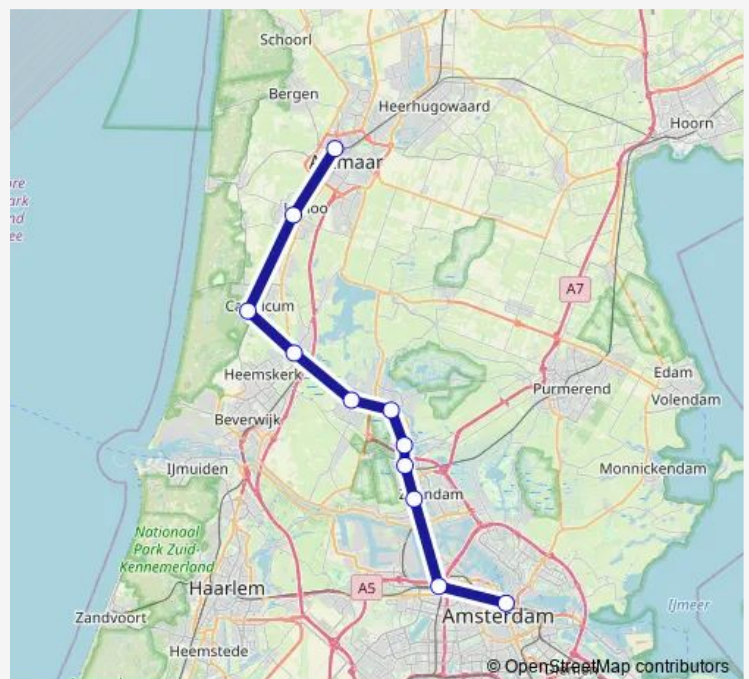 Schoorl
Bergen
Heerhugowaard
Hoorn
maar
A7
Heemskerk
Edam
Volendam
Purmerend
Beverwijk
IJmuiden
Monnickendam
Nationaal
Park Zuid-
Kennemerland
Haarlem
A5
IJmeer
Zandvoort
Amsterdam
Heemstede
© OpenStreetMap contributors